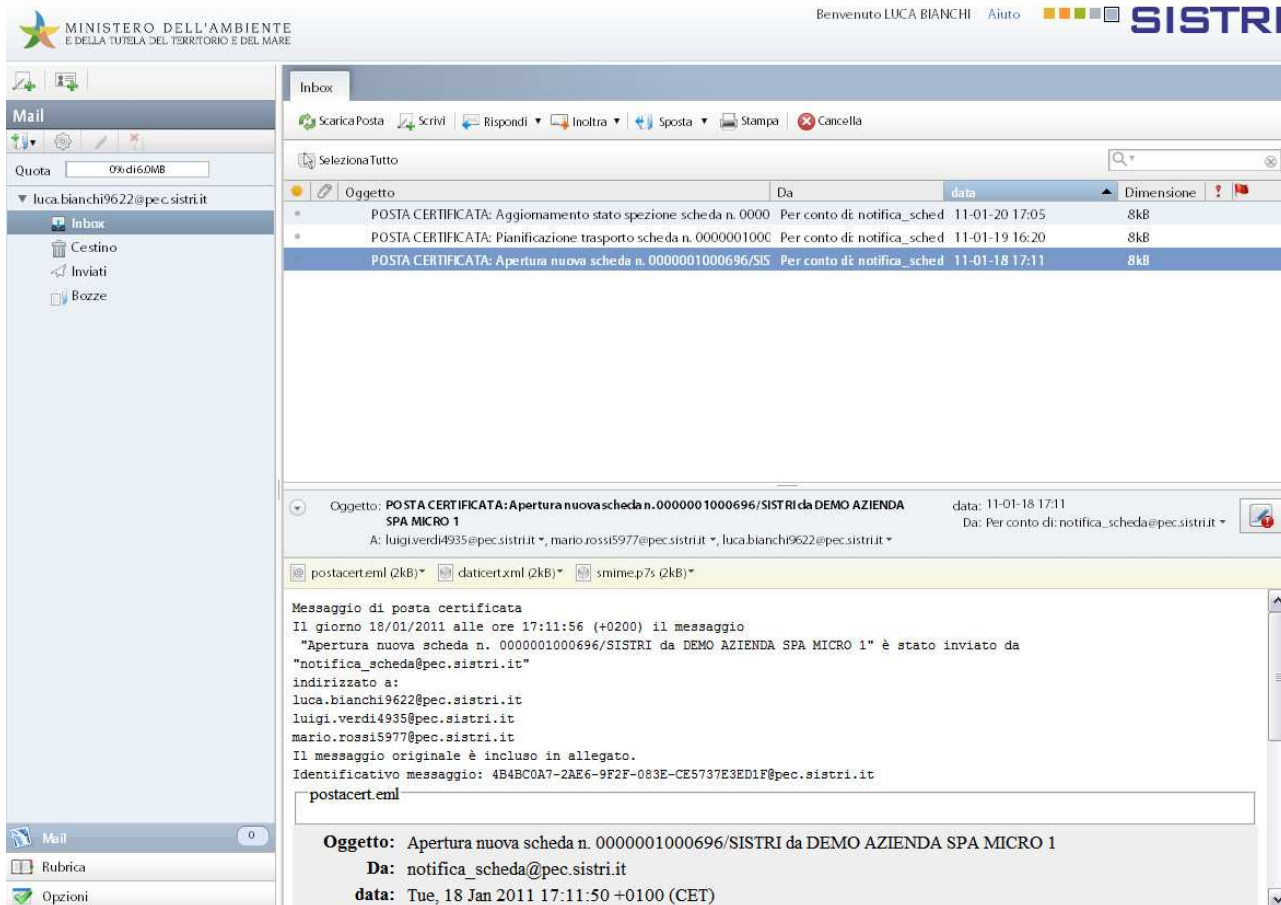 MINISTERO DELL'AMBIENTE
E DELLA TUTELA DEL TERRITORIO E DEL MARE
Benvenuto LUCA BIANCHI Aiuto SISTRI
Inbox
Mail
Scarica Posta Scrivi Rispondi Inoltra Sposta Stampa Cancella
Quota 0% di 6.0MB
Seleziona Tutto
luca.bianchi9622@pec.sistri.it
Inbox
Cestino
Inviati
Bozze
Oggetto Da data Dimensione
POSTA CERTIFICATA: Aggiornamento stato spezione scheda n. 0000 Per conto di: notifica_sched 11-01-20 17:05 8kB
POSTA CERTIFICATA: Pianificazione trasporto scheda n. 0000001000 Per conto di: notifica_sched 11-01-19 16:20 8kB
POSTA CERTIFICATA: Apertura nuova scheda n. 0000001000696/SIS Per conto di: notifica_sched 11-01-18 17:11 8kB
Oggetto: POSTA CERTIFICATA: Apertura nuova scheda n. 0000001000696/SISTRI da DEMO AZIENDA
SPA MICRO 1
data: 11-01-18 17:11
Da: Per conto di: notifica_scheda@pec.sistri.it
A: luigi.verdi4935@pec.sistri.it, mario.rossi5977@pec.sistri.it, luca.bianchi9622@pec.sistri.it
postacert.eml (2kB) daticert.xml (2kB) smime.p7s (2kB)
Messaggio di posta certificata
Il giorno 18/01/2011 alle ore 17:11:56 (+0200) il messaggio
"Apertura nuova scheda n. 0000001000696/SISTRI da DEMO AZIENDA SPA MICRO 1" è stato inviato da
"notifica_scheda@pec.sistri.it"
indirizzato a:
luca.bianchi9622@pec.sistri.it
luigi.verdi4935@pec.sistri.it
mario.rossi5977@pec.sistri.it
Il messaggio originale è incluso in allegato.
Identificativo messaggio: 4B4BC0A7-2AE6-9F2F-083E-CE5737E3ED1F@pec.sistri.it
postacert.eml
Oggetto: Apertura nuova scheda n. 0000001000696/SISTRI da DEMO AZIENDA SPA MICRO 1
Da: notifica_scheda@pec.sistri.it
data: Tue, 18 Jan 2011 17:11:50 +0100 (CET)
Mail 0
Rubrica
Opzioni